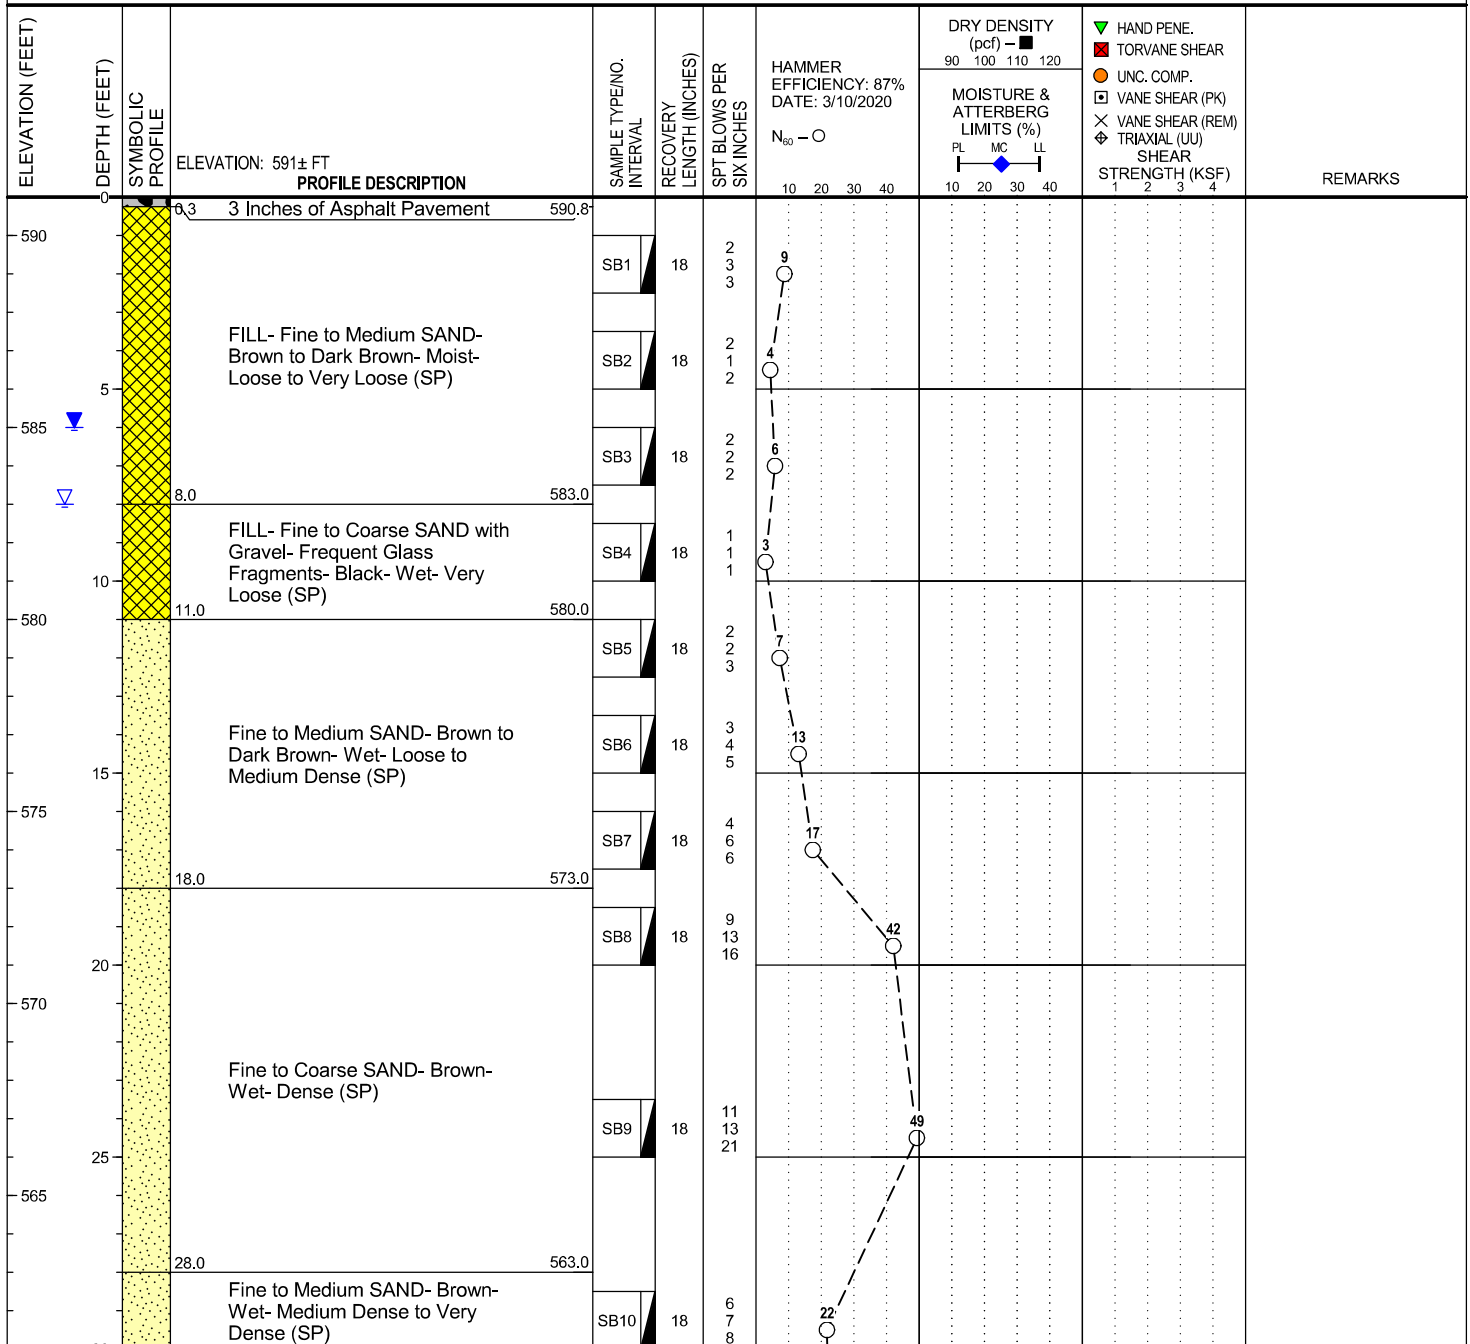 ELEVATION (FEET)
DEPTH (FEET)
SYMBOLIC
PROFILE
ELEVATION: 591± FT
PROFILE DESCRIPTION
SAMPLE TYPE/NO.
INTERVAL
RECOVERY
LENGTH (INCHES)
SPT BLOWS PER
SIX INCHES
HAMMER
EFFICIENCY: 87%
DATE: 3/10/2020
N60 – O
10 20 30 40
DRY DENSITY
(pcf) – ■
90 100 110 120
MOISTURE &
ATTERBERG
LIMITS (%)
PL MC LL
10 20 30 40
HAND PENE.
TORVANE SHEAR
UNC. COMP.
VANE SHEAR (PK)
VANE SHEAR (REM)
TRIAXIAL (UU)
SHEAR
STRENGTH (KSF)
1 2 3 4
REMARKS
0
0.3 3 Inches of Asphalt Pavement 590.8
590
SB1 18
2
3
3
9
FILL- Fine to Medium SAND-
Brown to Dark Brown- Moist-
Loose to Very Loose (SP)
SB2 18
2
1
2
4
5
585
SB3 18
2
2
2
6
8.0 583.0
FILL- Fine to Coarse SAND with
Gravel- Frequent Glass
Fragments- Black- Wet- Very
Loose (SP)
SB4 18
1
1
1
3
10
11.0 580.0
580
SB5 18
2
2
3
7
Fine to Medium SAND- Brown to
Dark Brown- Wet- Loose to
Medium Dense (SP)
SB6 18
3
4
5
13
15
575
SB7 18
4
6
6
17
18.0 573.0
SB8 18
9
13
16
42
20
570
Fine to Coarse SAND- Brown-
Wet- Dense (SP)
SB9 18
11
13
21
49
25
565
28.0 563.0
Fine to Medium SAND- Brown-
Wet- Medium Dense to Very
Dense (SP)
SB10 18
6
7
8
22